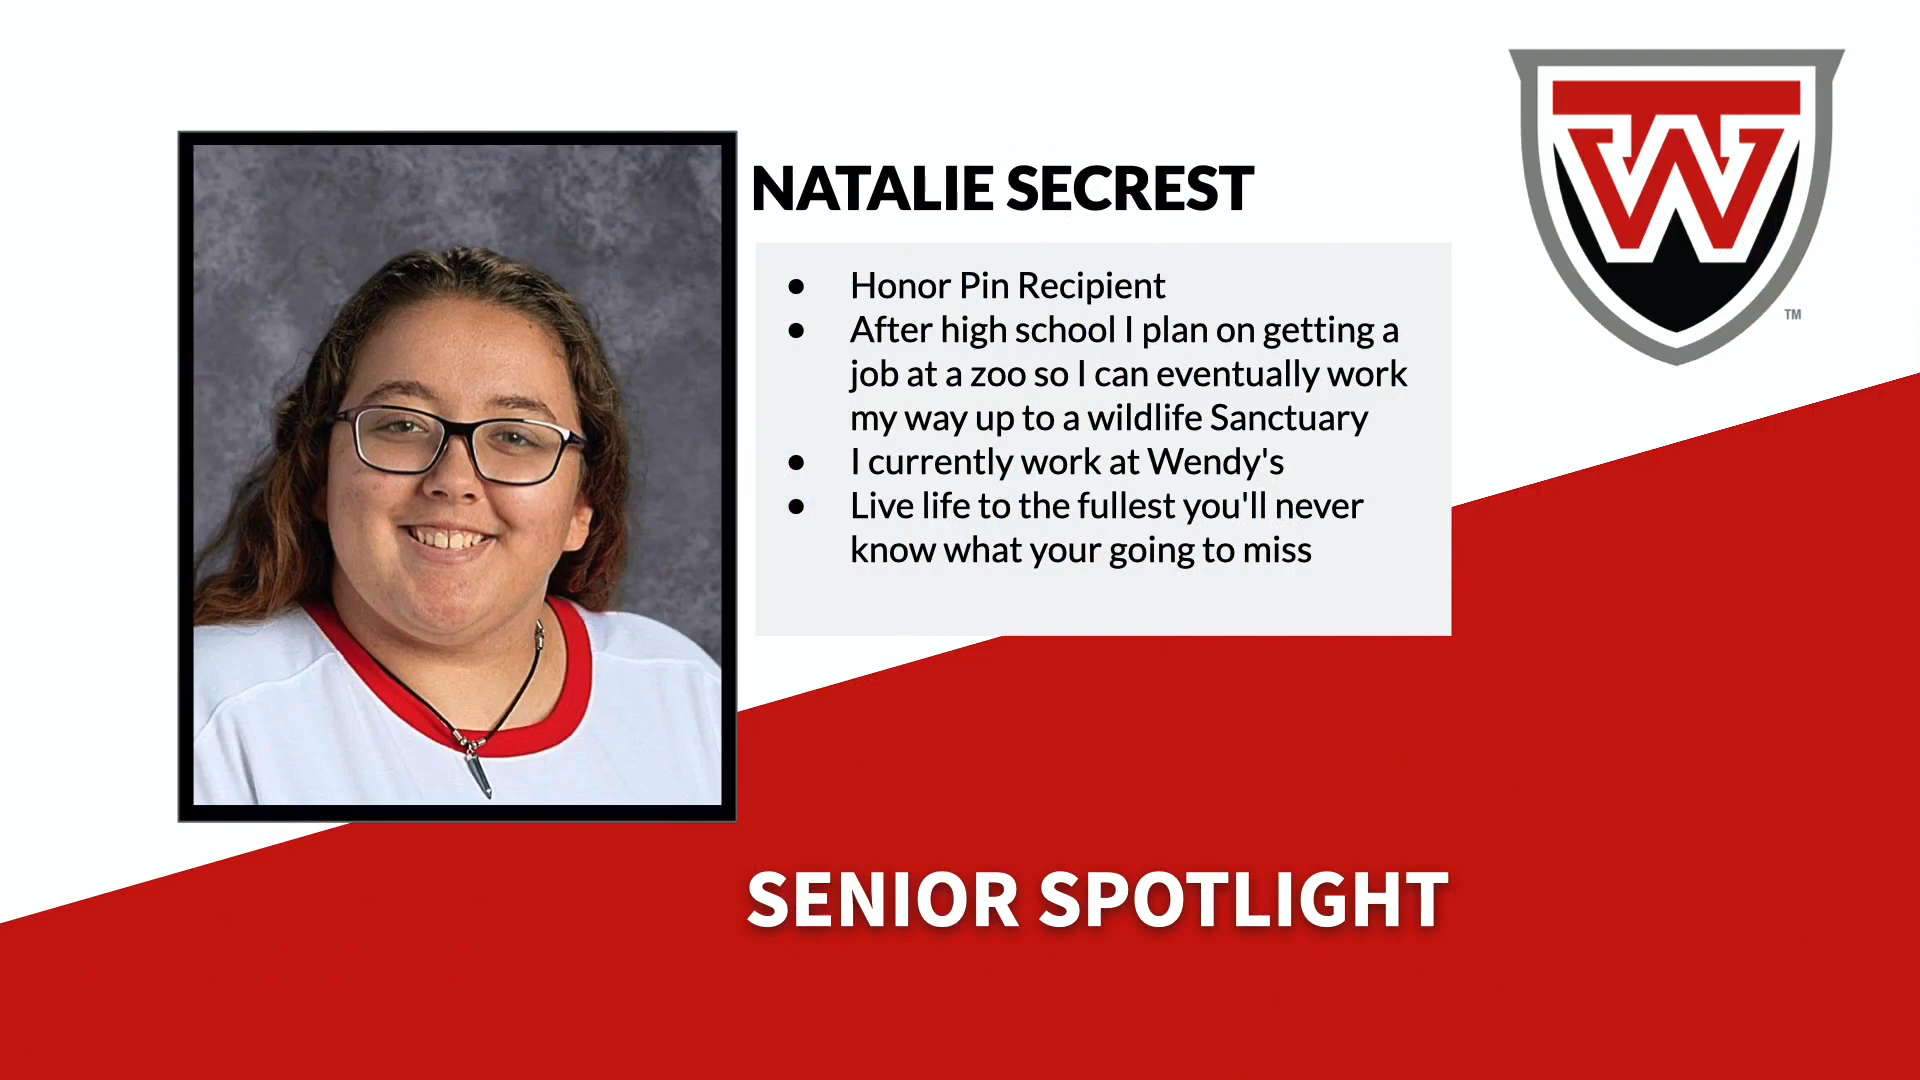 NATALIE SECREST
● Honor Pin Recipient
● After high school I plan on getting a
job at a zoo so I can eventually work
my way up to a wildlife Sanctuary
● I currently work at Wendy's
● Live life to the fullest you'll never
know what your going to miss
W
TM
SENIOR SPOTLIGHT